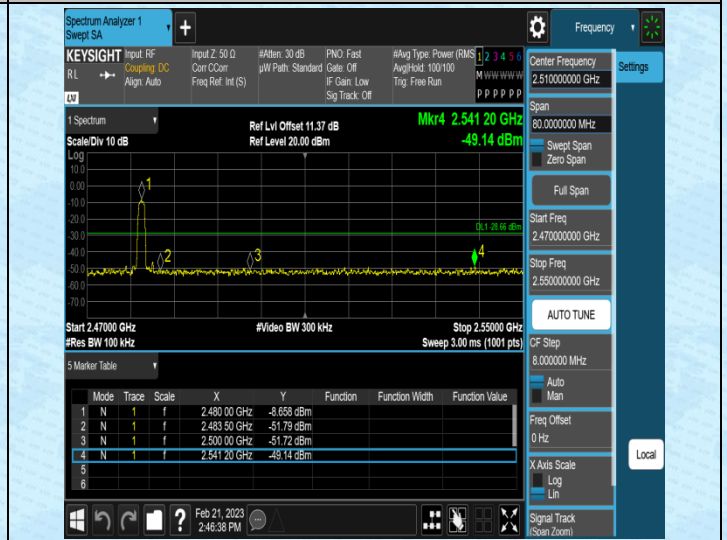 Spectrum Analyzer 1
Swept SA
+
Frequency
KEYSIGHT
RL
Input: RF
Coupling: DC
Align: Auto
Input Z: 50 Ω
Corr CCorr
Freq Ref: Int (S)
#Atten: 30 dB
µW Path: Standard
PNO: Fast
Gate: Off
IF Gain: Low
Sig Track: Off
#Avg Type: Power (RMS
Avg|Hold: 100/100
Trig: Free Run
1 2 3 4 5 6
M W W W W W
P P P P P P
LXI
1 Spectrum
Scale/Div 10 dB
Ref Lvl Offset 11.37 dB
Ref Level 20.00 dBm
Mkr4 2.541 20 GHz
-49.14 dBm
Log
10.0
0.00
-10.0
-20.0
-30.0
-40.0
-50.0
-60.0
-70.0
1
2
3
4
DL1 -28.66 dBm
Start 2.47000 GHz
#Res BW 100 kHz
#Video BW 300 kHz
Stop 2.55000 GHz
Sweep 3.00 ms (1001 pts)
5 Marker Table
Mode Trace Scale X Y Function Function Width Function Value
1 N 1 f 2.480 00 GHz -8.658 dBm
2 N 1 f 2.483 50 GHz -51.79 dBm
3 N 1 f 2.500 00 GHz -51.72 dBm
4 N 1 f 2.541 20 GHz -49.14 dBm
5
6
?
Feb 21, 2023
2:46:38 PM
Center Frequency
2.510000000 GHz
Settings
Span
80.0000000 MHz
Swept Span
Zero Span
Full Span
Start Freq
2.470000000 GHz
Stop Freq
2.550000000 GHz
AUTO TUNE
CF Step
8.000000 MHz
Auto
Man
Freq Offset
0 Hz
X Axis Scale
Log
Lin
Local
Signal Track
(Span Zoom)